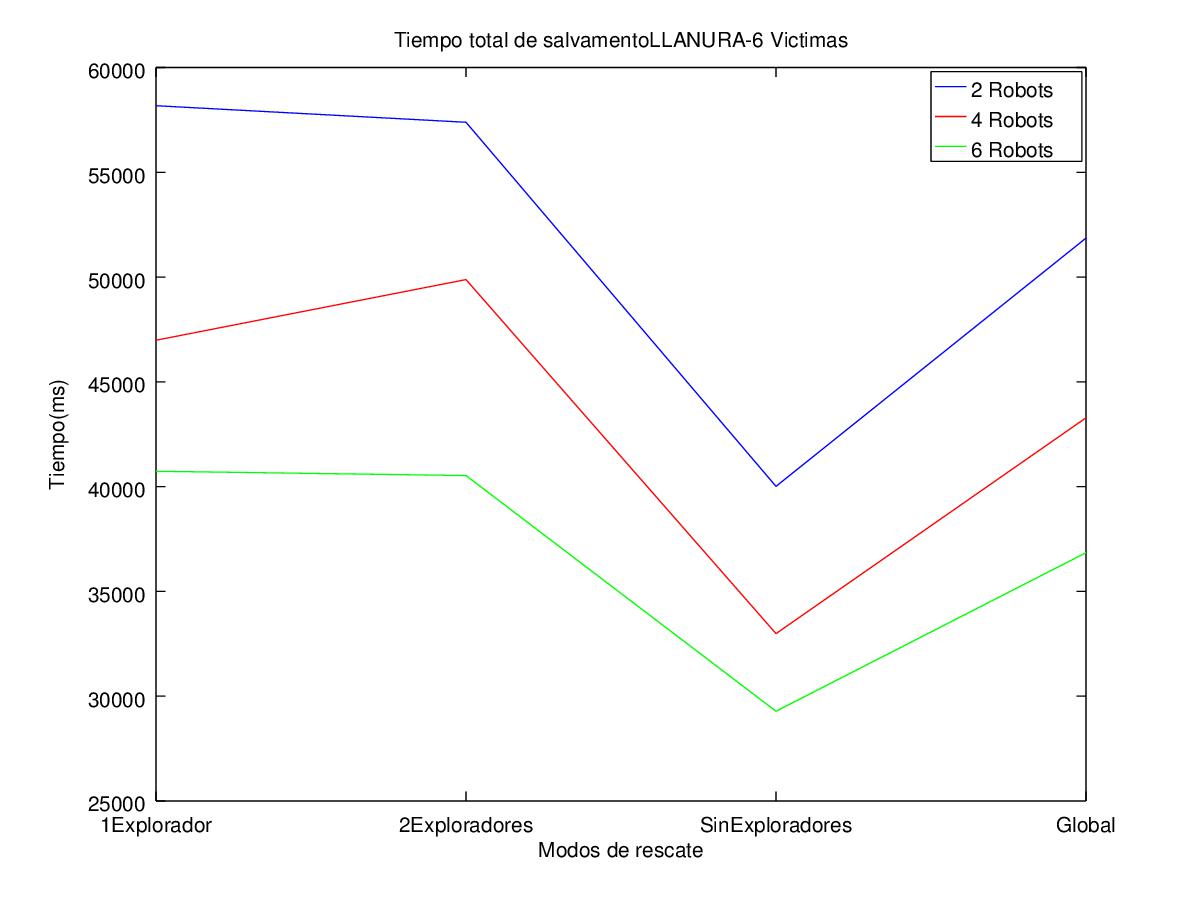 Tiempo total de salvamentoLLANURA-6 Victimas
60000
2 Robots
4 Robots
6 Robots
55000
50000
45000
Tiempo(ms)
40000
35000
30000
25000
1Explorador 2Exploradores SinExploradores Global
Modos de rescate